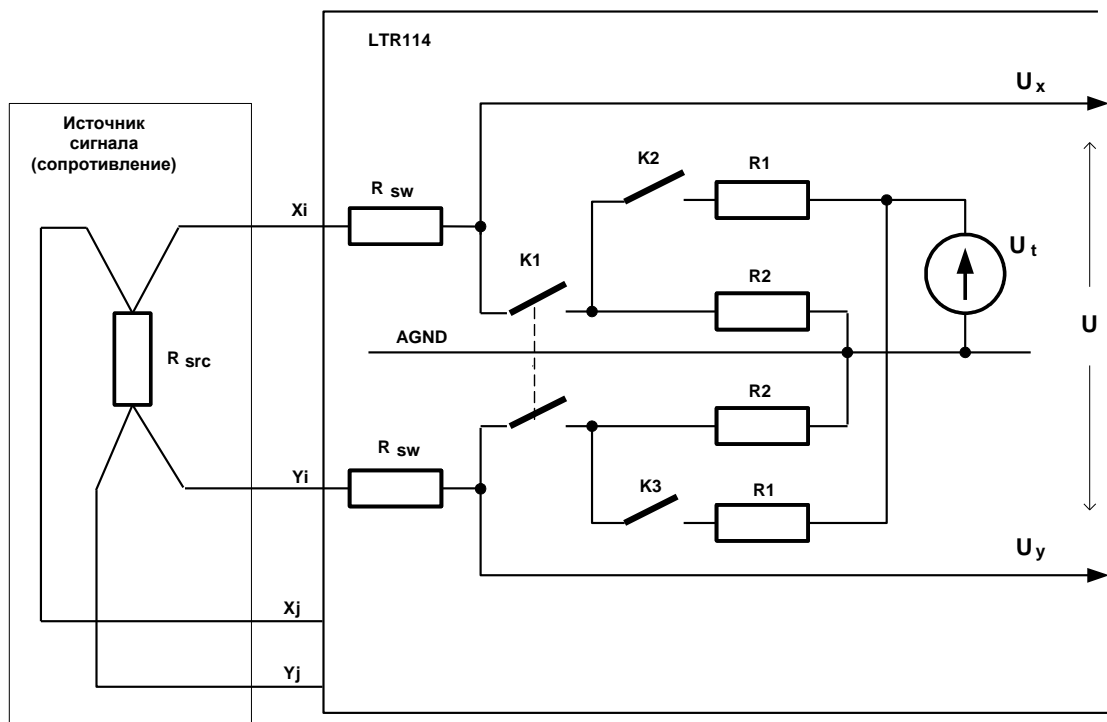 LTR114
U x
Источник
сигнала
(сопротивление)
K2
R1
R sw
Xi
K1
U t
R2
AGND
U
R src
R2
R sw
Yi
K3
R1
U y
Xj
Yj